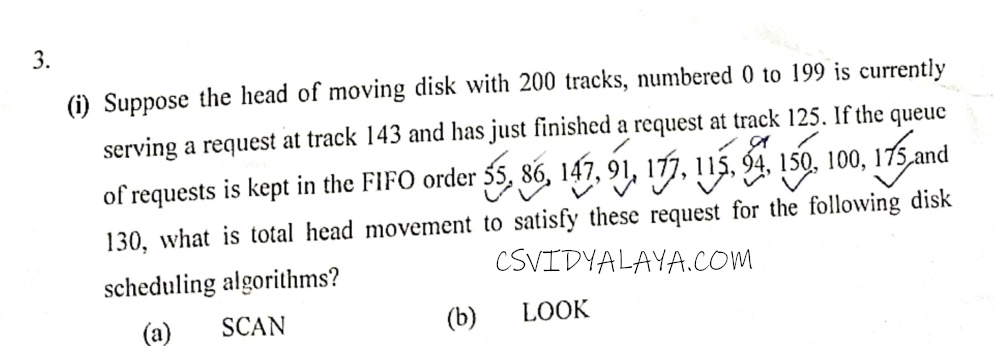 3.
(i) Suppose the head of moving disk with 200 tracks, numbered 0 to 199 is currently
serving a request at track 143 and has just finished a request at track 125. If the queue
of requests is kept in the FIFO order 55, 86, 147, 91, 177, 115, 94, 150, 100, 175 and
130, what is total head movement to satisfy these request for the following disk
scheduling algorithms?
CSVIDYALAYA.COM
(a) SCAN (b) LOOK